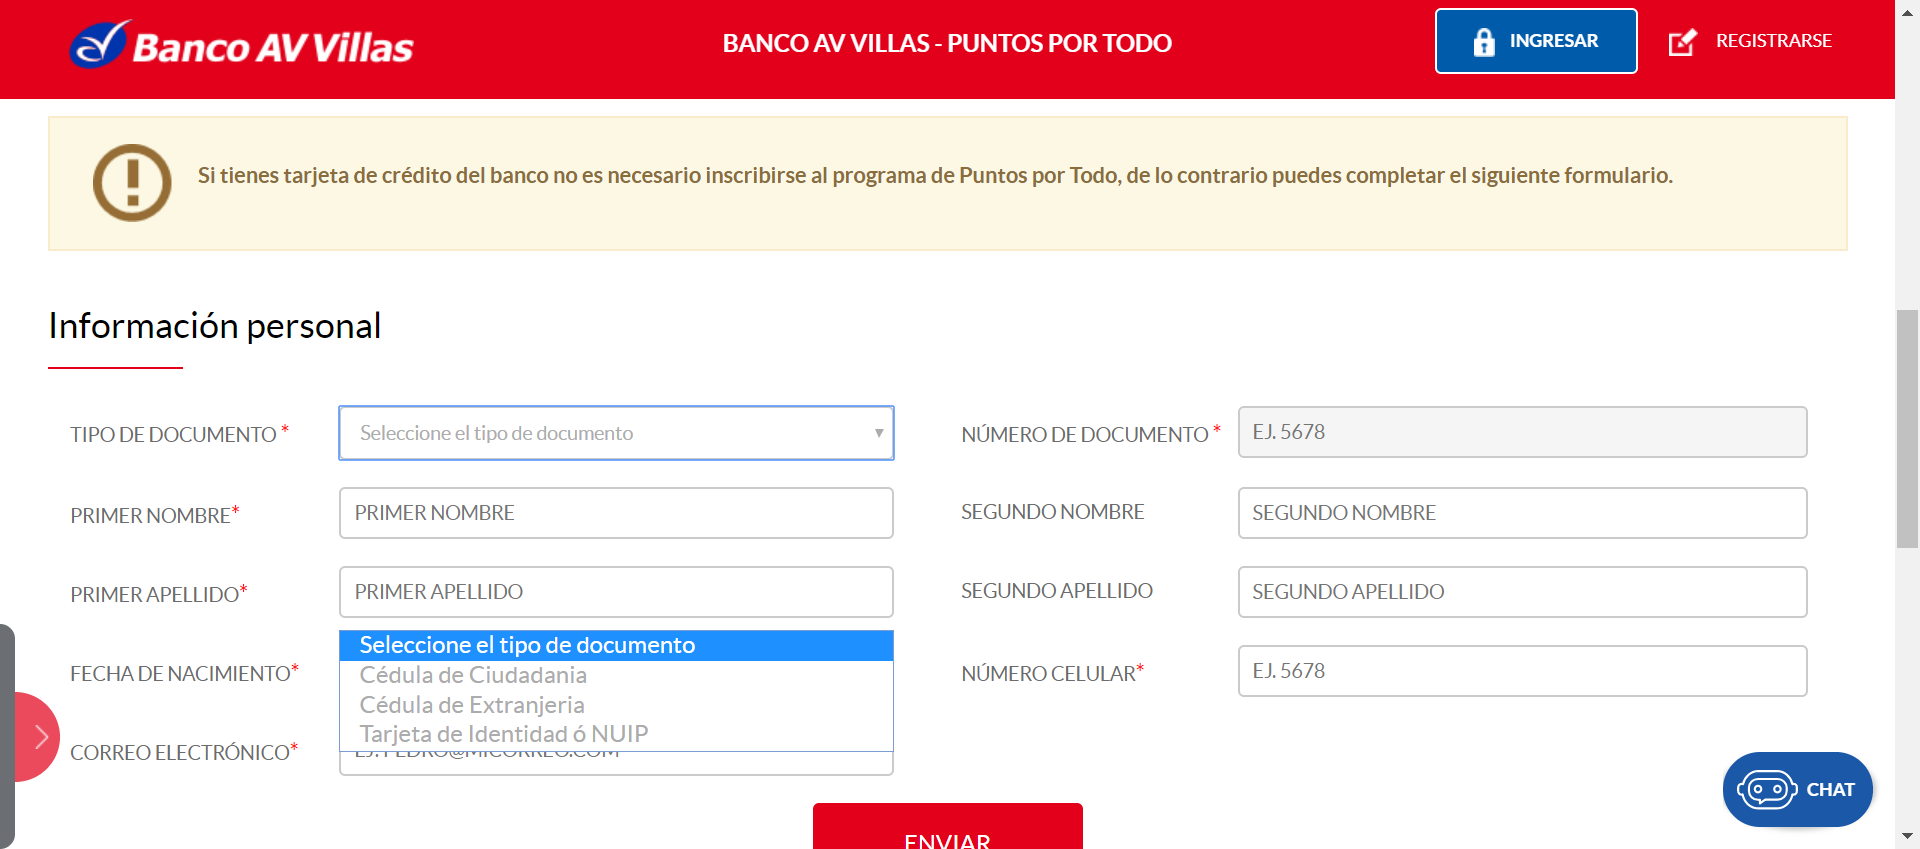 Banco AV Villas
BANCO AV VILLAS - PUNTOS POR TODO
INGRESAR
REGISTRARSE
Si tienes tarjeta de crédito del banco no es necesario inscribirse al programa de Puntos por Todo, de lo contrario puedes completar el siguiente formulario.
Información personal
TIPO DE DOCUMENTO *
Seleccione el tipo de documento
NÚMERO DE DOCUMENTO *
EJ. 5678
PRIMER NOMBRE*
PRIMER NOMBRE
SEGUNDO NOMBRE
SEGUNDO NOMBRE
PRIMER APELLIDO*
PRIMER APELLIDO
SEGUNDO APELLIDO
SEGUNDO APELLIDO
Seleccione el tipo de documento
Cédula de Ciudadania
Cédula de Extranjeria
Tarjeta de Identidad ó NUIP
FECHA DE NACIMIENTO*
NÚMERO CELULAR*
EJ. 5678
CORREO ELECTRÓNICO*
EJ. PEDRO@MICORREO.COM
CHAT
ENVIAR